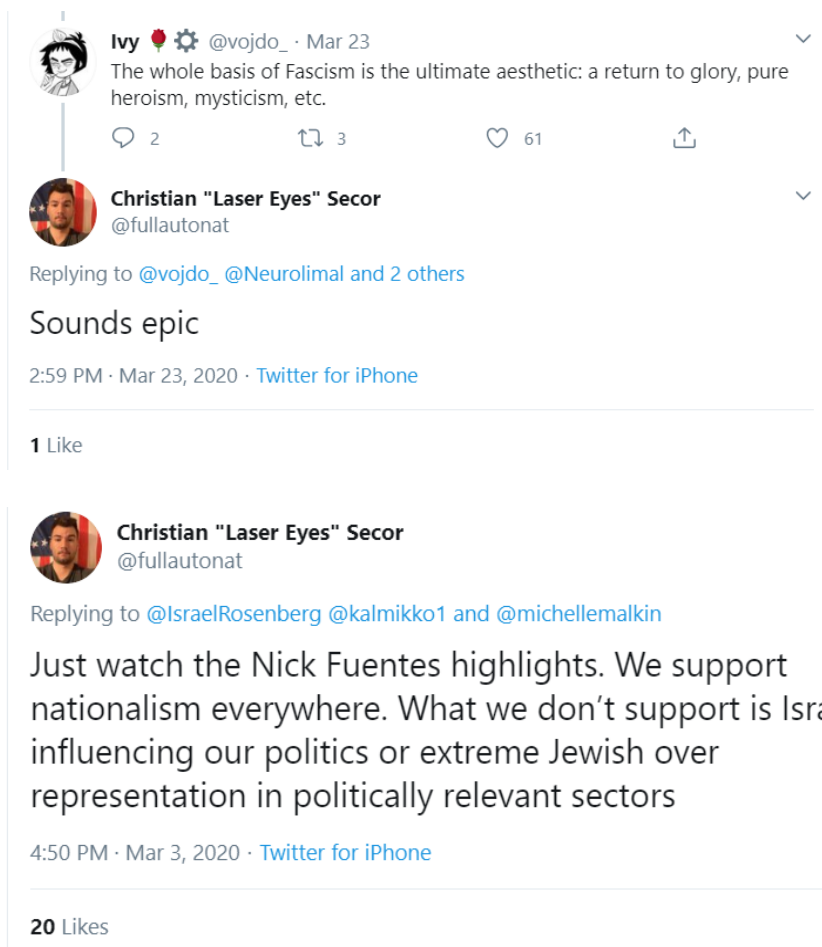 Ivy 🌹 ⚙ @vojdo_ · Mar 23
The whole basis of Fascism is the ultimate aesthetic: a return to glory, pure
heroism, mysticism, etc.
2 3 61
Christian "Laser Eyes" Secor
@fullautonat
Replying to @vojdo_ @Neurolimal and 2 others
Sounds epic
2:59 PM · Mar 23, 2020 · Twitter for iPhone
1 Like
Christian "Laser Eyes" Secor
@fullautonat
Replying to @IsraelRosenberg @kalmikko1 and @michellemalkin
Just watch the Nick Fuentes highlights. We support
nationalism everywhere. What we don’t support is Isra
influencing our politics or extreme Jewish over
representation in politically relevant sectors
4:50 PM · Mar 3, 2020 · Twitter for iPhone
20 Likes